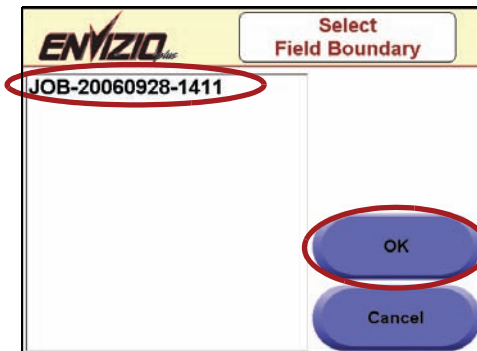 ENVIZIO plus
Select
Field Boundary
JOB-20060928-1411
OK
Cancel